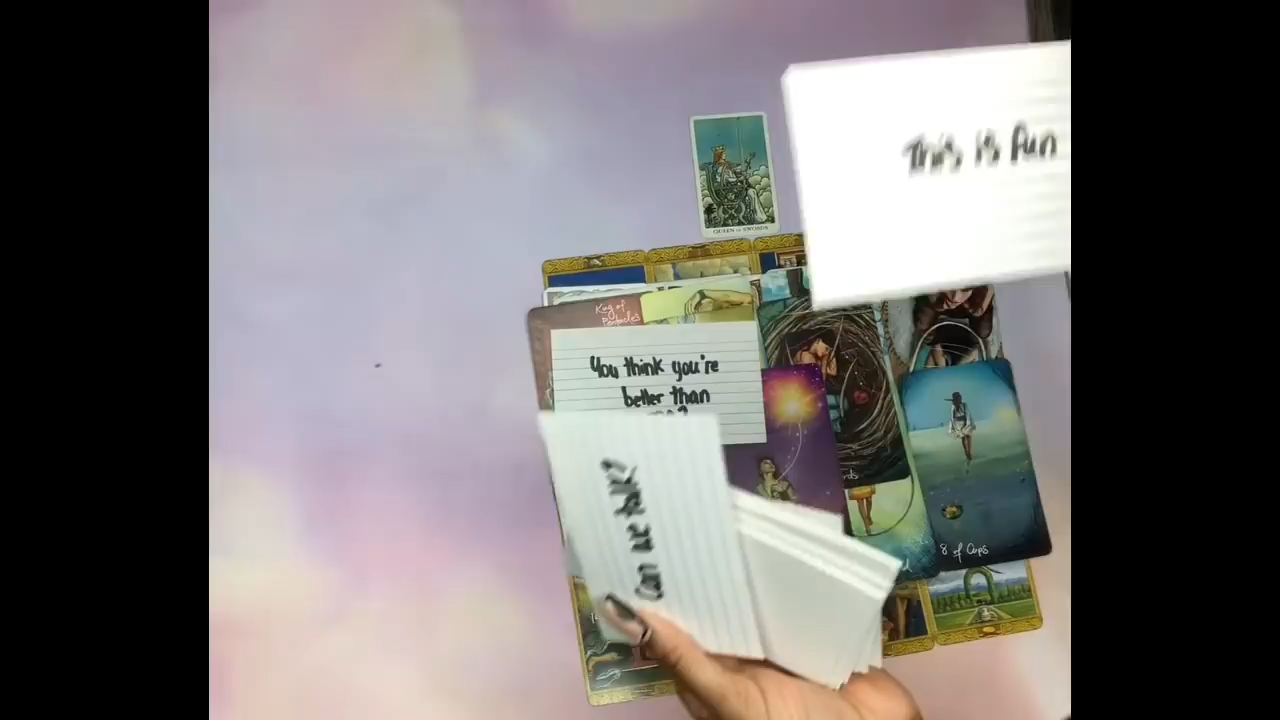 This is fun
QUEEN of SWORDS
King of
Pentacles
You think you're
better than
Can we talk?
8 of Cups